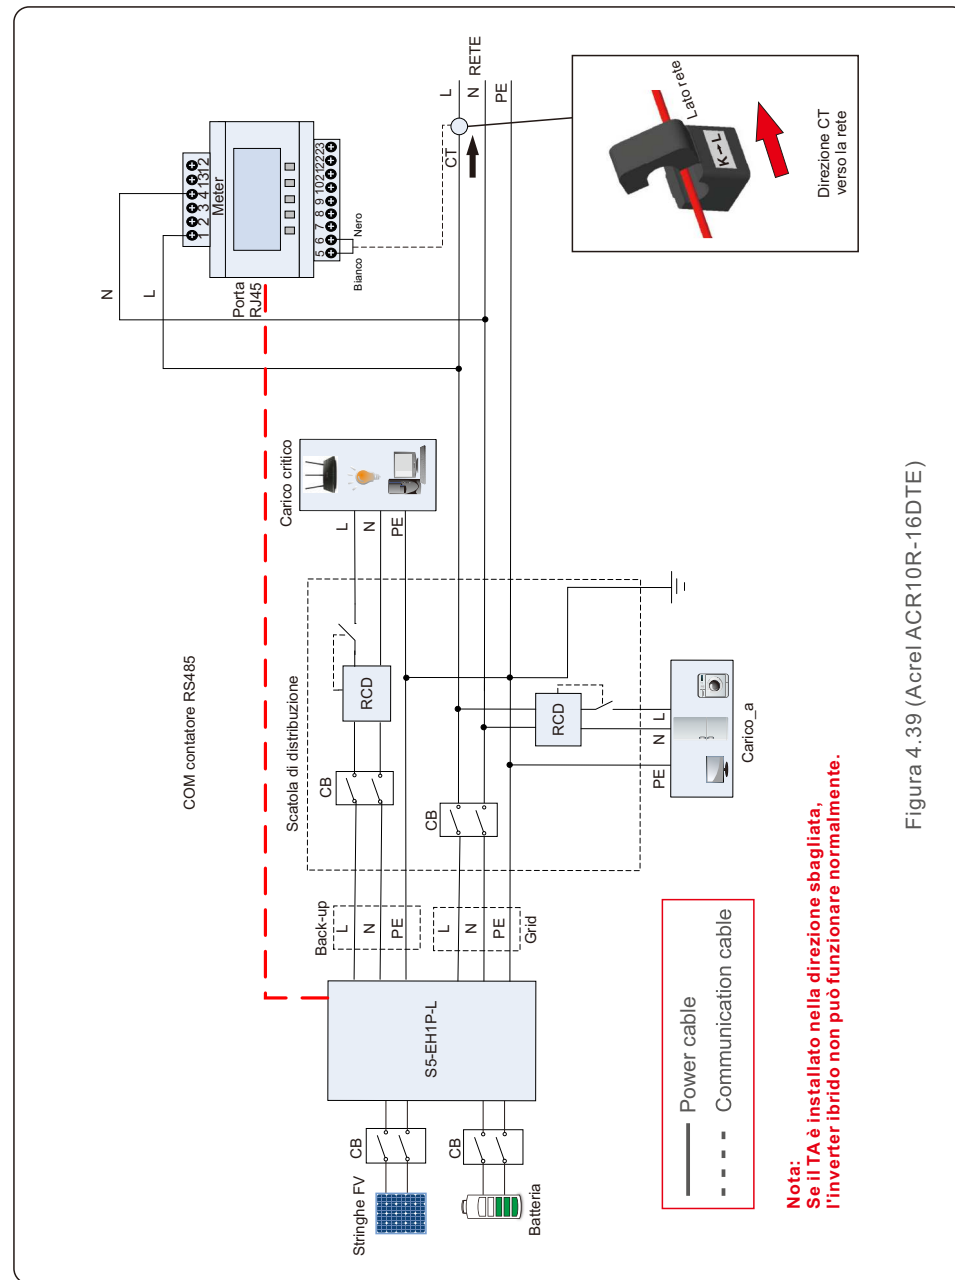 Meter
1 2 3 4 13 12
5 6 7 8 9 10 21 22 23
Bianco
Nero
Porta
RJ45
N
L
COM contatore RS485
RETE
L
N
PE
CT
Lato rete
K—L
Direzione CT
verso la rete
Carico critico
L
N
PE
Scatola di distribuzione
RCD
CB
RCD
CB
L
N
PE
Carico_a
Back-up
L
N
PE
L
N
PE
Grid
S5-EH1P-L
CB
CB
Stringhe FV
Batteria
Power cable
Communication cable
Nota:
Se il TA è installato nella direzione sbagliata,
l'inverter ibrido non può funzionare normalmente.
Figura 4.39 (Acrel ACR10R-16DTE)